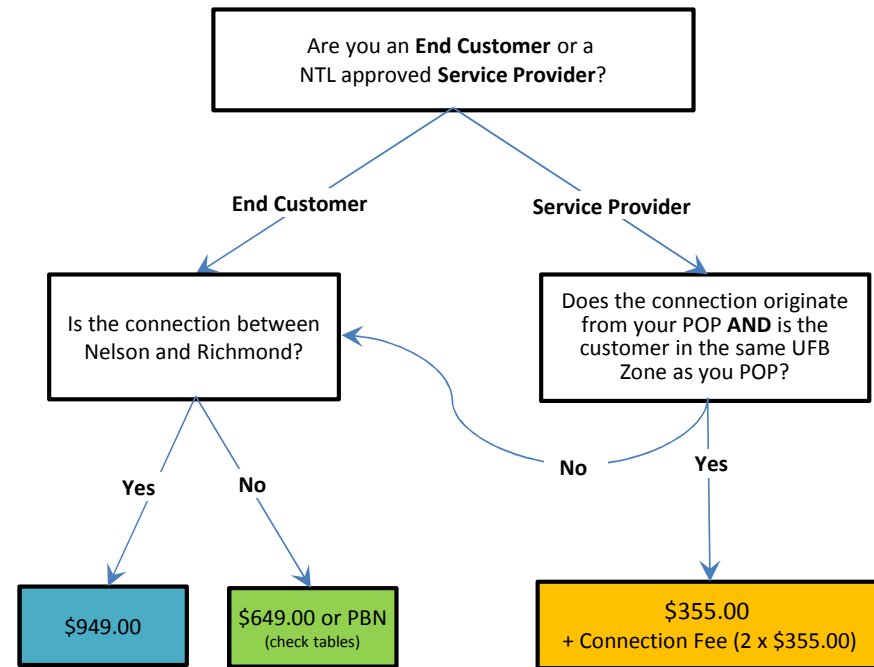 Are you an End Customer or a
NTL approved Service Provider?
End Customer
Service Provider
Is the connection between
Nelson and Richmond?
Does the connection originate
from your POP AND is the
customer in the same UFB
Zone as you POP?
No
Yes
Yes
No
$949.00
$649.00 or PBN
(check tables)
$355.00
+ Connection Fee (2 x $355.00)